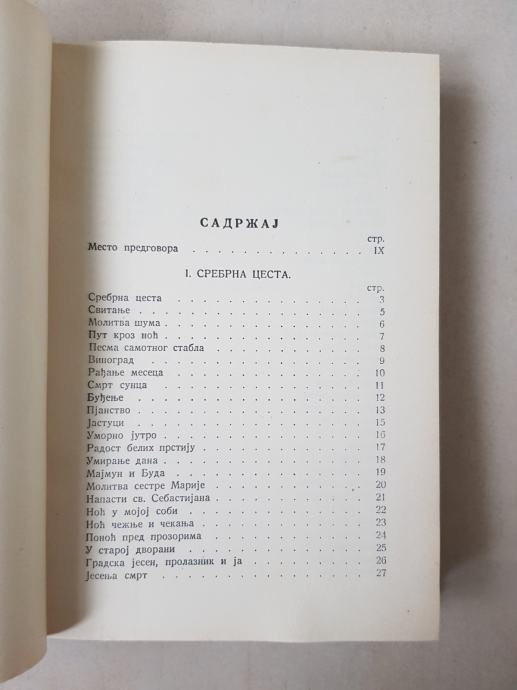 САДРЖАЈ
стр.
Место предговора . . . . . . . . . . . . . . IX
I. СРЕБРНА ЦЕСТА.
стр.
Сребрна цеста . . . . . . . . . . . . . . . . 3
Свитање . . . . . . . . . . . . . . . . . . 5
Молитва шума . . . . . . . . . . . . . . . . 6
Пут кроз ноћ . . . . . . . . . . . . . . . . 7
Песма самотног стабла . . . . . . . . . . . . 8
Виноград . . . . . . . . . . . . . . . . . . 9
Рађање месеца . . . . . . . . . . . . . . . . 10
Смрт сунца . . . . . . . . . . . . . . . . . 11
Буђење . . . . . . . . . . . . . . . . . . . 12
Пјанство . . . . . . . . . . . . . . . . . . 13
Јастуци . . . . . . . . . . . . . . . . . . . 15
Уморно јутро . . . . . . . . . . . . . . . . 16
Радост белих прстију . . . . . . . . . . . . . 17
Умирање дана . . . . . . . . . . . . . . . . 18
Мајмун и Буда . . . . . . . . . . . . . . . . 19
Молитва сестре Марије . . . . . . . . . . . . 20
Напасти св. Себастијана . . . . . . . . . . . . 21
Ноћ у мојој соби . . . . . . . . . . . . . . . 22
Ноћ чежње и чекања . . . . . . . . . . . . . 23
Поноћ пред прозорима . . . . . . . . . . . . 24
У старој дворани . . . . . . . . . . . . . . . 25
Градска јесен, пролазник и ја . . . . . . . . . 26
Јесења смрт . . . . . . . . . . . . . . . . . 27